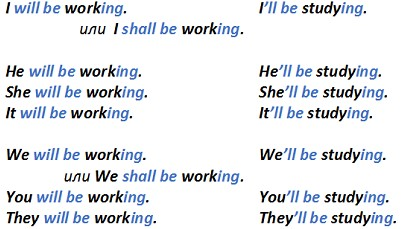 I will be working. I'll be studying.
или I shall be working.
He will be working. He'll be studying.
She will be working. She'll be studying.
It will be working. It'll be studying.
We will be working. We'll be studying.
или We shall be working.
You will be working. You'll be studying.
They will be working. They'll be studying.